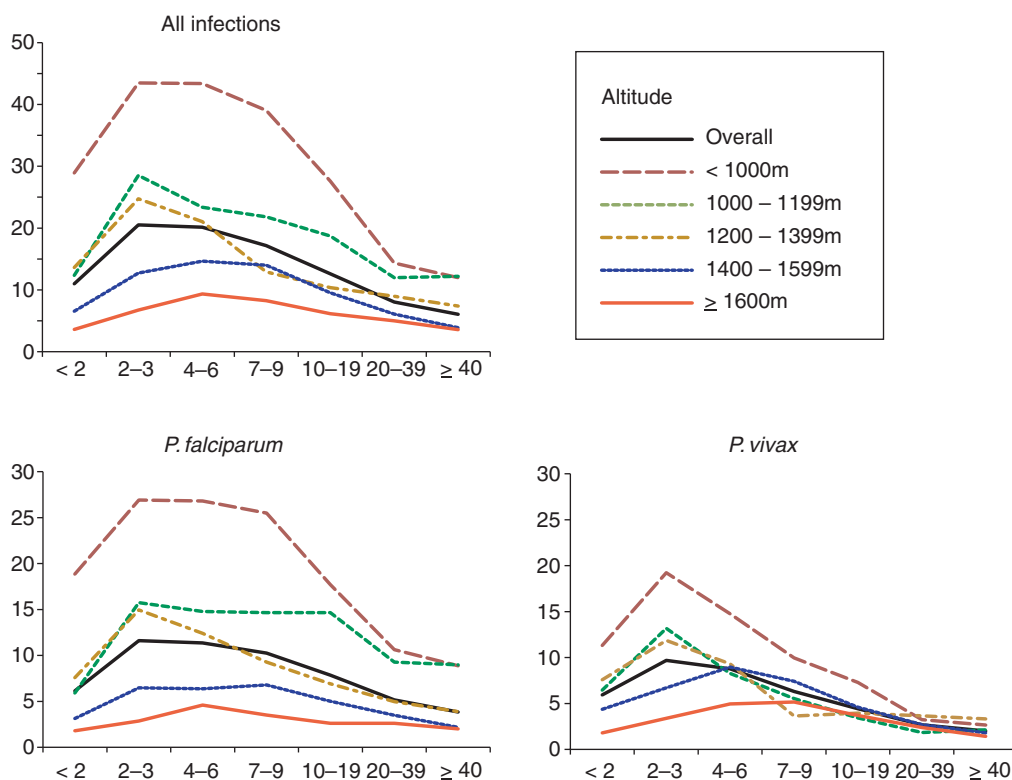 All infections
50
40
30
20
10
0
< 2 2–3 4–6 7–9 10–19 20–39 ≥ 40
Altitude
Overall
< 1000m
1000 – 1199m
1200 – 1399m
1400 – 1599m
≥ 1600m
P. falciparum
30
25
20
15
10
5
0
< 2 2–3 4–6 7–9 10–19 20–39 ≥ 40
P. vivax
30
25
20
15
10
5
0
< 2 2–3 4–6 7–9 10–19 20–39 ≥ 40